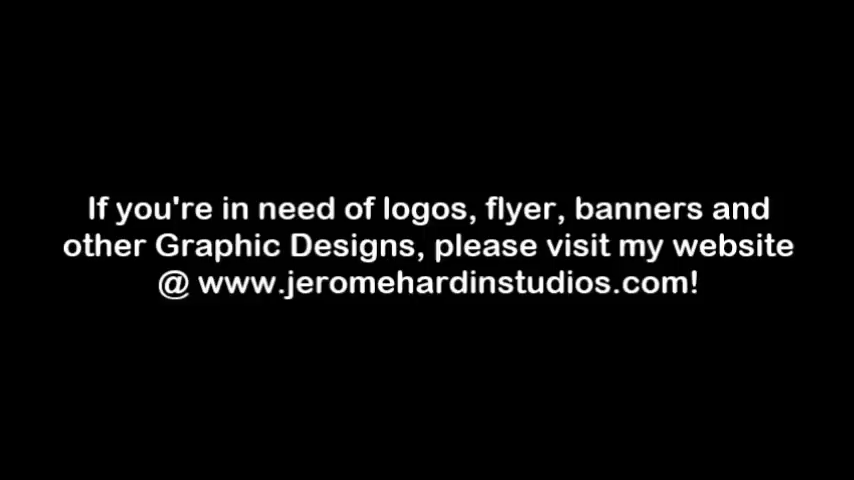 If you're in need of logos, flyer, banners and
other Graphic Designs, please visit my website
@ www.jeromehardinstudios.com!